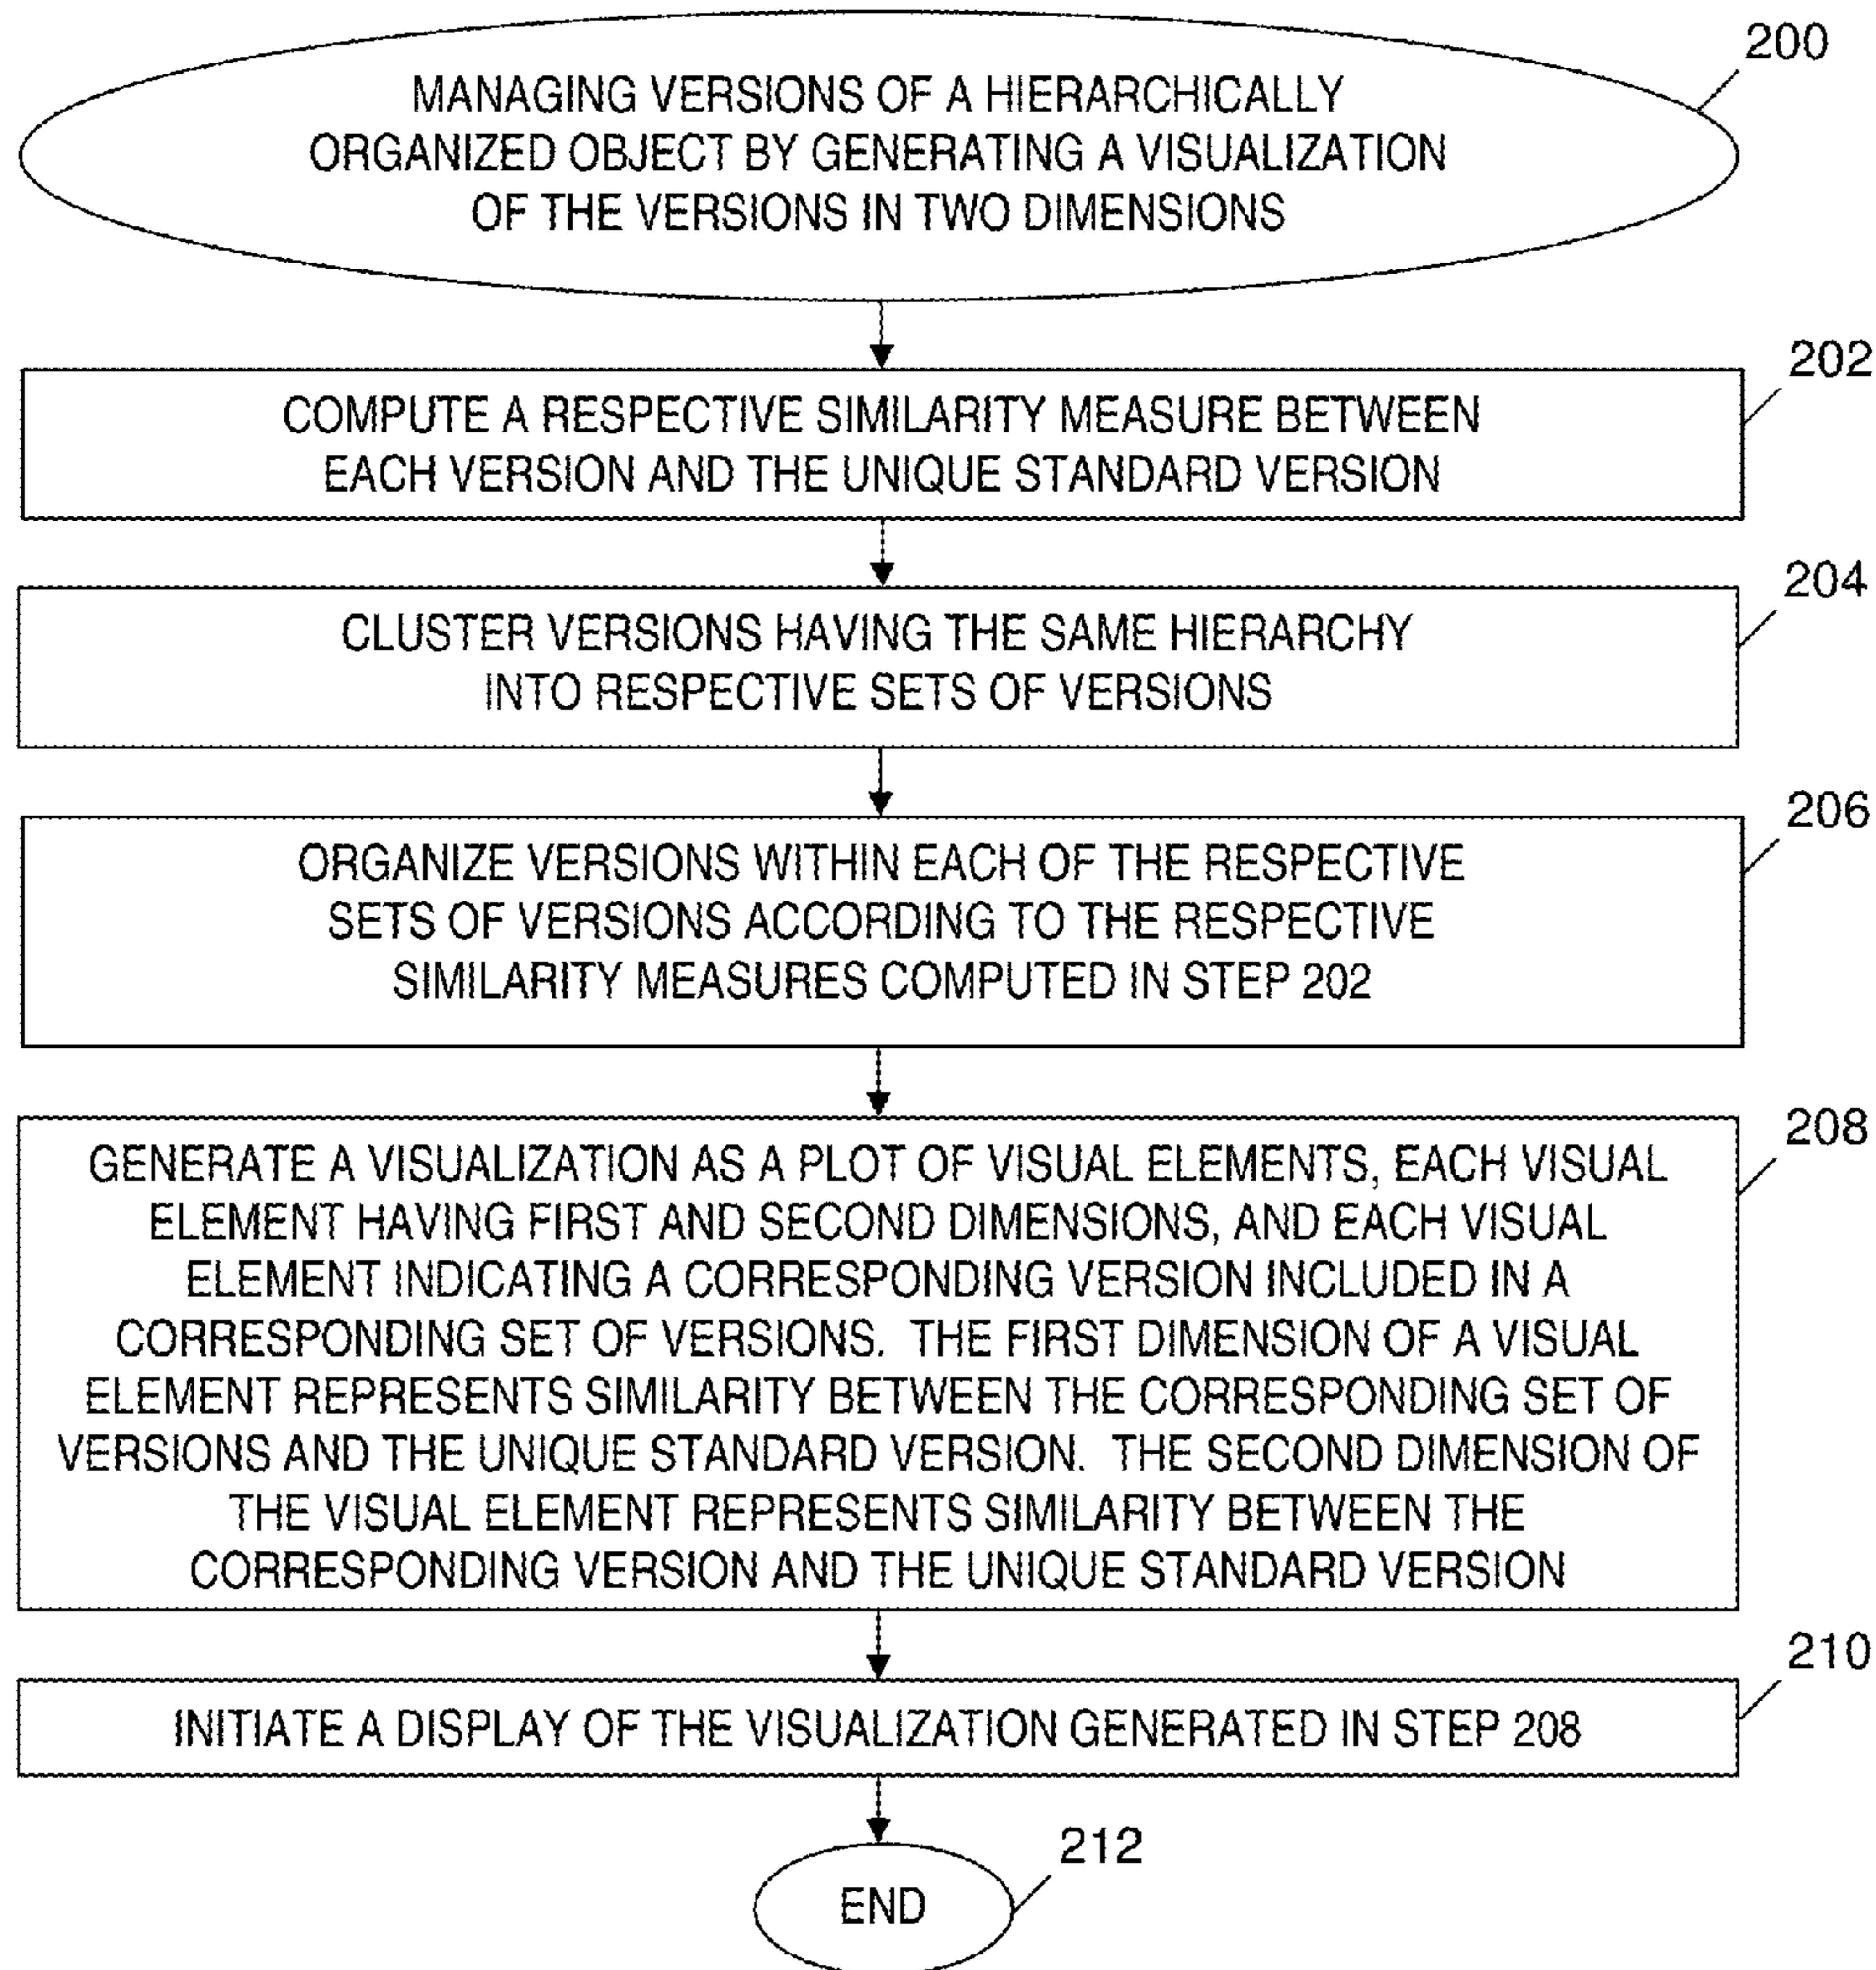 200
MANAGING VERSIONS OF A HIERARCHICALLY
ORGANIZED OBJECT BY GENERATING A VISUALIZATION
OF THE VERSIONS IN TWO DIMENSIONS
202
COMPUTE A RESPECTIVE SIMILARITY MEASURE BETWEEN
EACH VERSION AND THE UNIQUE STANDARD VERSION
204
CLUSTER VERSIONS HAVING THE SAME HIERARCHY
INTO RESPECTIVE SETS OF VERSIONS
206
ORGANIZE VERSIONS WITHIN EACH OF THE RESPECTIVE
SETS OF VERSIONS ACCORDING TO THE RESPECTIVE
SIMILARITY MEASURES COMPUTED IN STEP 202
208
GENERATE A VISUALIZATION AS A PLOT OF VISUAL ELEMENTS, EACH VISUAL
ELEMENT HAVING FIRST AND SECOND DIMENSIONS, AND EACH VISUAL
ELEMENT INDICATING A CORRESPONDING VERSION INCLUDED IN A
CORRESPONDING SET OF VERSIONS. THE FIRST DIMENSION OF A VISUAL
ELEMENT REPRESENTS SIMILARITY BETWEEN THE CORRESPONDING SET OF
VERSIONS AND THE UNIQUE STANDARD VERSION. THE SECOND DIMENSION OF
THE VISUAL ELEMENT REPRESENTS SIMILARITY BETWEEN THE
CORRESPONDING VERSION AND THE UNIQUE STANDARD VERSION
210
INITIATE A DISPLAY OF THE VISUALIZATION GENERATED IN STEP 208
212
END